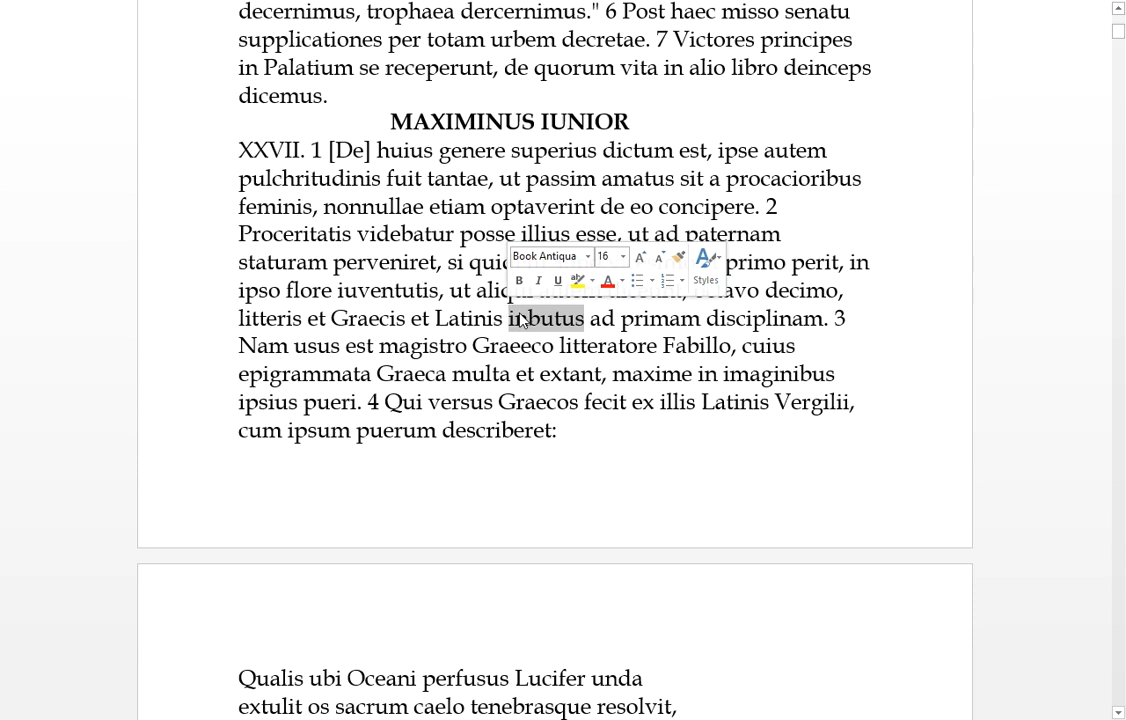 decernimus, trophaea dercernimus." 6 Post haec misso senatu
supplicationes per totam urbem decretae. 7 Victores principes
in Palatium se receperunt, de quorum vita in alio libro deinceps
dicemus.
MAXIMINUS IUNIOR
XXVII. 1 [De] huius genere superius dictum est, ipse autem
pulchritudinis fuit tantae, ut passim amatus sit a procacioribus
feminis, nonnullae etiam optaverint de eo concipere. 2
Proceritatis videbatur posse illius esse, ut ad paternam
staturam perveniret, si primo perit, in
Book Antiqua 16
B I U Styles
ipso flore iuventutis, ut decimo,
litteris et Graecis et Latinis inbutus ad primam disciplinam. 3
Nam usus est magistro Graeeco litteratore Fabillo, cuius
epigrammata Graeca multa et extant, maxime in imaginibus
ipsius pueri. 4 Qui versus Graecos fecit ex illis Latinis Vergilii,
cum ipsum puerum describeret:
Qualis ubi Oceani perfusus Lucifer unda
extulit os sacrum caelo tenebrasque resolvit,